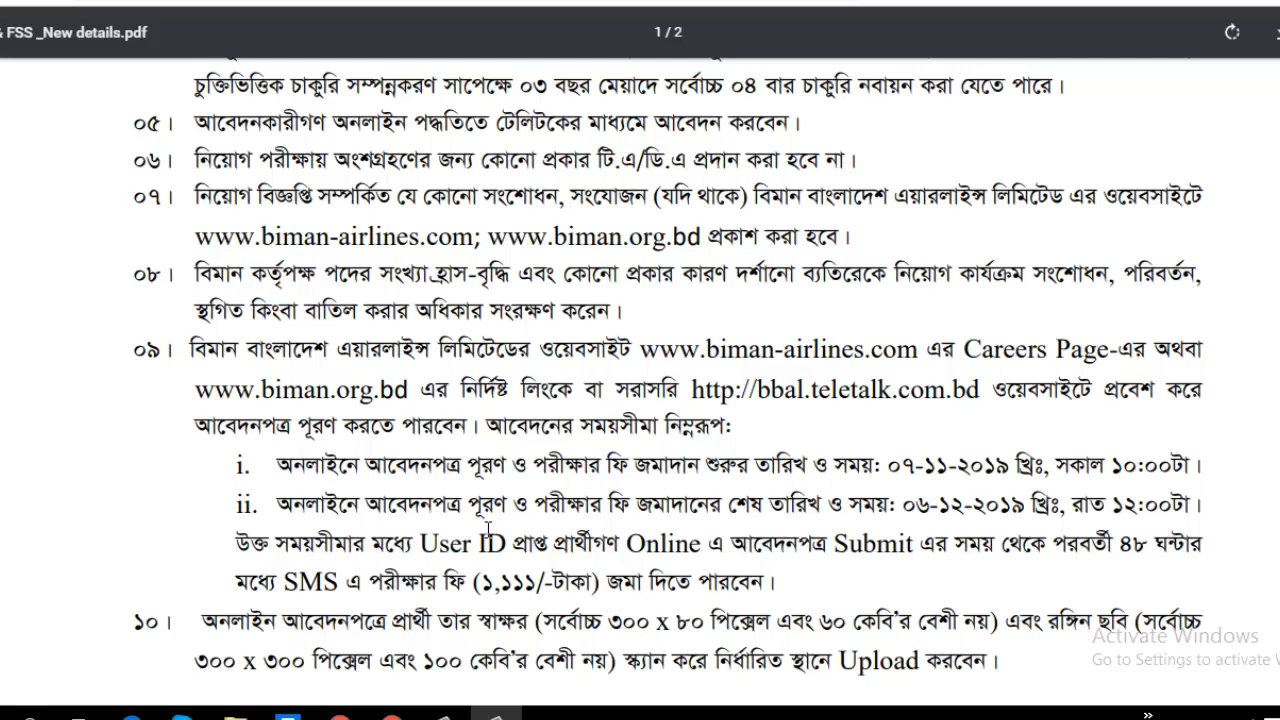 & FSS _New details.pdf
1 / 2
চুক্তিভিত্তিক চাকুরি সম্পন্নকরণ সাপেক্ষে ০৩ বছর মেয়াদে সর্বোচ্চ ০৪ বার চাকুরি নবায়ন করা যেতে পারে।
০৫। আবেদনকারীগণ অনলাইন পদ্ধতিতে টেলিটকের মাধ্যমে আবেদন করবেন।
০৬। নিয়োগ পরীক্ষায় অংশগ্রহণের জন্য কোনো প্রকার টি.এ/ডি.এ প্রদান করা হবে না।
০৭। নিয়োগ বিজ্ঞপ্তি সম্পর্কিত যে কোনো সংশোধন, সংযোজন (যদি থাকে) বিমান বাংলাদেশ এয়ারলাইন্স লিমিটেড এর ওয়েবসাইটে
www.biman-airlines.com; www.biman.org.bd প্রকাশ করা হবে।
০৮। বিমান কর্তৃপক্ষ পদের সংখ্যা হ্রাস-বৃদ্ধি এবং কোনো প্রকার কারণ দর্শানো ব্যতিরেকে নিয়োগ কার্যক্রম সংশোধন, পরিবর্তন,
স্থগিত কিংবা বাতিল করার অধিকার সংরক্ষণ করেন।
০৯। বিমান বাংলাদেশ এয়ারলাইন্স লিমিটেডের ওয়েবসাইট www.biman-airlines.com এর Careers Page-এর অথবা
www.biman.org.bd এর নির্দিষ্ট লিংকে বা সরাসরি http://bbal.teletalk.com.bd ওয়েবসাইটে প্রবেশ করে
আবেদনপত্র পূরণ করতে পারবেন। আবেদনের সময়সীমা নিম্নরূপ:
i. অনলাইনে আবেদনপত্র পূরণ ও পরীক্ষার ফি জমাদান শুরুর তারিখ ও সময়: ০৭-১১-২০১৯ খ্রিঃ, সকাল ১০:০০টা।
ii. অনলাইনে আবেদনপত্র পূরণ ও পরীক্ষার ফি জমাদানের শেষ তারিখ ও সময়: ০৬-১২-২০১৯ খ্রিঃ, রাত ১২:০০টা।
উক্ত সময়সীমার মধ্যে User ID প্রাপ্ত প্রার্থীগণ Online এ আবেদনপত্র Submit এর সময় থেকে পরবর্তী ৪৮ ঘন্টার
মধ্যে SMS এ পরীক্ষার ফি (১,১১১/-টাকা) জমা দিতে পারবেন।
১০। অনলাইন আবেদনপত্রে প্রার্থী তার স্বাক্ষর (সর্বোচ্চ ৩০০ x ৮০ পিক্সেল এবং ৬০ কেবি'র বেশী নয়) এবং রঙ্গিন ছবি (সর্বোচ্চ
৩০০ x ৩০০ পিক্সেল এবং ১০০ কেবি'র বেশী নয়) স্ক্যান করে নির্ধারিত স্থানে Upload করবেন।
Activate Windows
Go to Settings to activate